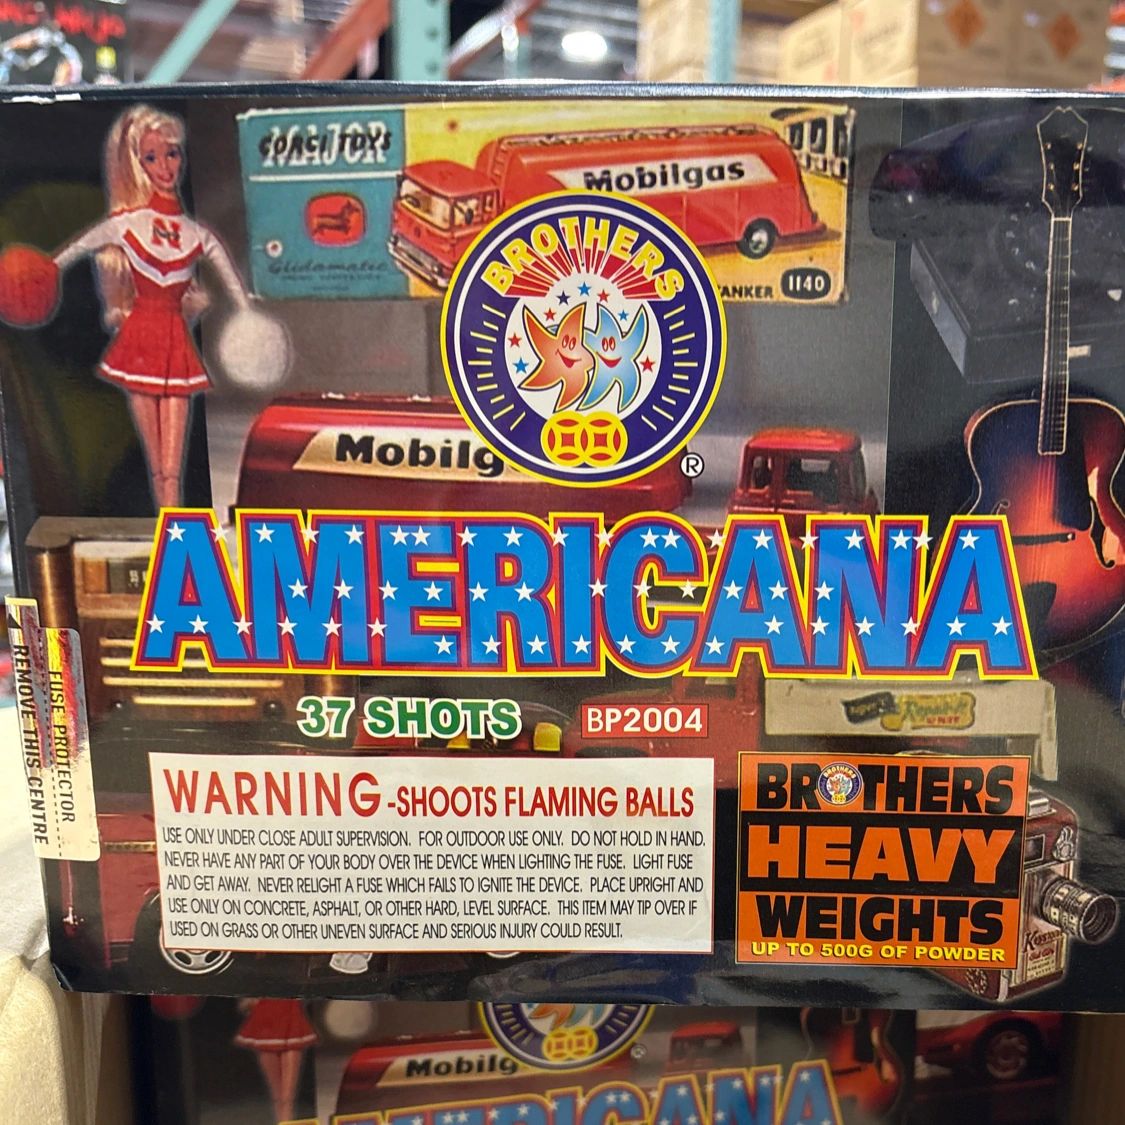 CORGI TOYS
MAJOR
Mobilgas
Glidamatic
TANKER 1140
N
BROTHERS
®
Mobilg
AMERICANA
37 SHOTS
BP2004
FUSE PROTECTOR
REMOVE THIS CENTRE
WARNING-SHOOTS FLAMING BALLS
USE ONLY UNDER CLOSE ADULT SUPERVISION. FOR OUTDOOR USE ONLY. DO NOT HOLD IN HAND.
NEVER HAVE ANY PART OF YOUR BODY OVER THE DEVICE WHEN LIGHTING THE FUSE. LIGHT FUSE
AND GET AWAY. NEVER RELIGHT A FUSE WHICH FAILS TO IGNITE THE DEVICE. PLACE UPRIGHT AND
USE ONLY ON CONCRETE, ASPHALT, OR OTHER HARD, LEVEL SURFACE. THIS ITEM MAY TIP OVER IF
USED ON GRASS OR OTHER UNEVEN SURFACE AND SERIOUS INJURY COULD RESULT.
BROTHERS
HEAVY
WEIGHTS
UP TO 500G OF POWDER
Mobilg
AMERICANA